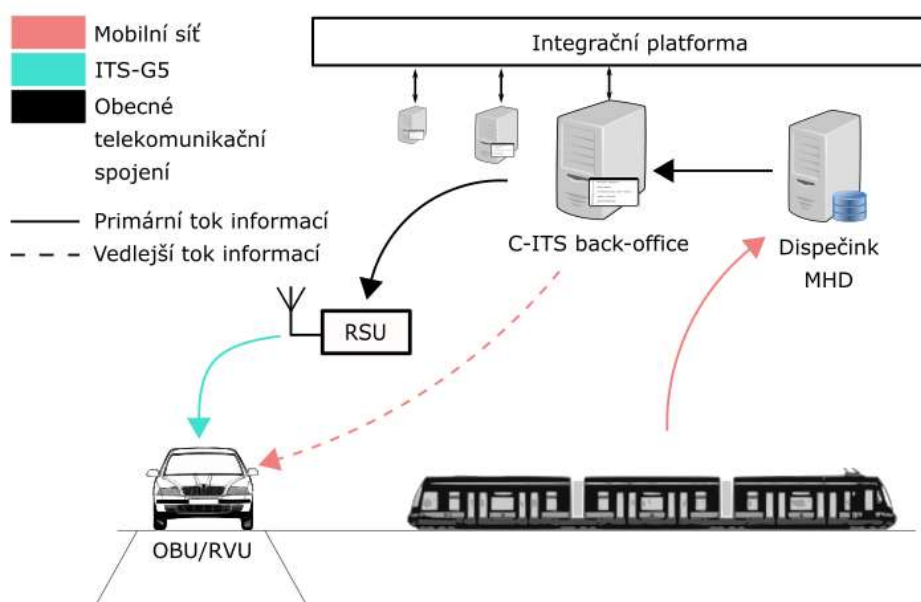 Mobilní síť
ITS-G5
Obecné
telekomunikační
spojení
Primární tok informací
Vedlejší tok informací
Integrační platforma
C-ITS back-office
Dispečink
MHD
RSU
OBU/RVU